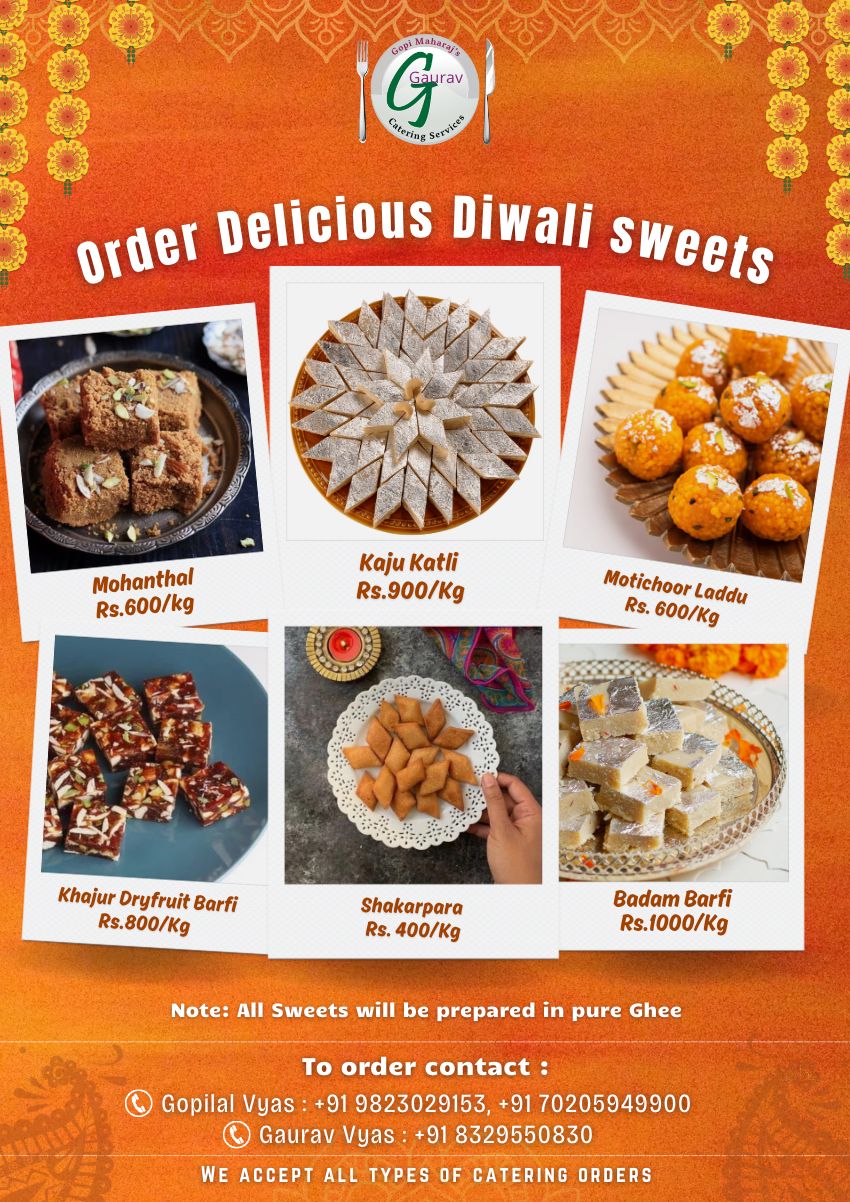 Gopi Maharaj's
G
Gaurav
Catering Services
Order Delicious Diwali sweets
Mohanthal
Rs.600/kg
Kaju Katli
Rs.900/Kg
Motichoor Laddu
Rs. 600/Kg
Khajur Dryfruit Barfi
Rs.800/Kg
Shakarpara
Rs. 400/Kg
Badam Barfi
Rs.1000/Kg
Note: All Sweets will be prepared in pure Ghee
To order contact :
Gopilal Vyas : +91 9823029153, +91 70205949900
Gaurav Vyas : +91 8329550830
We accept all types of catering orders